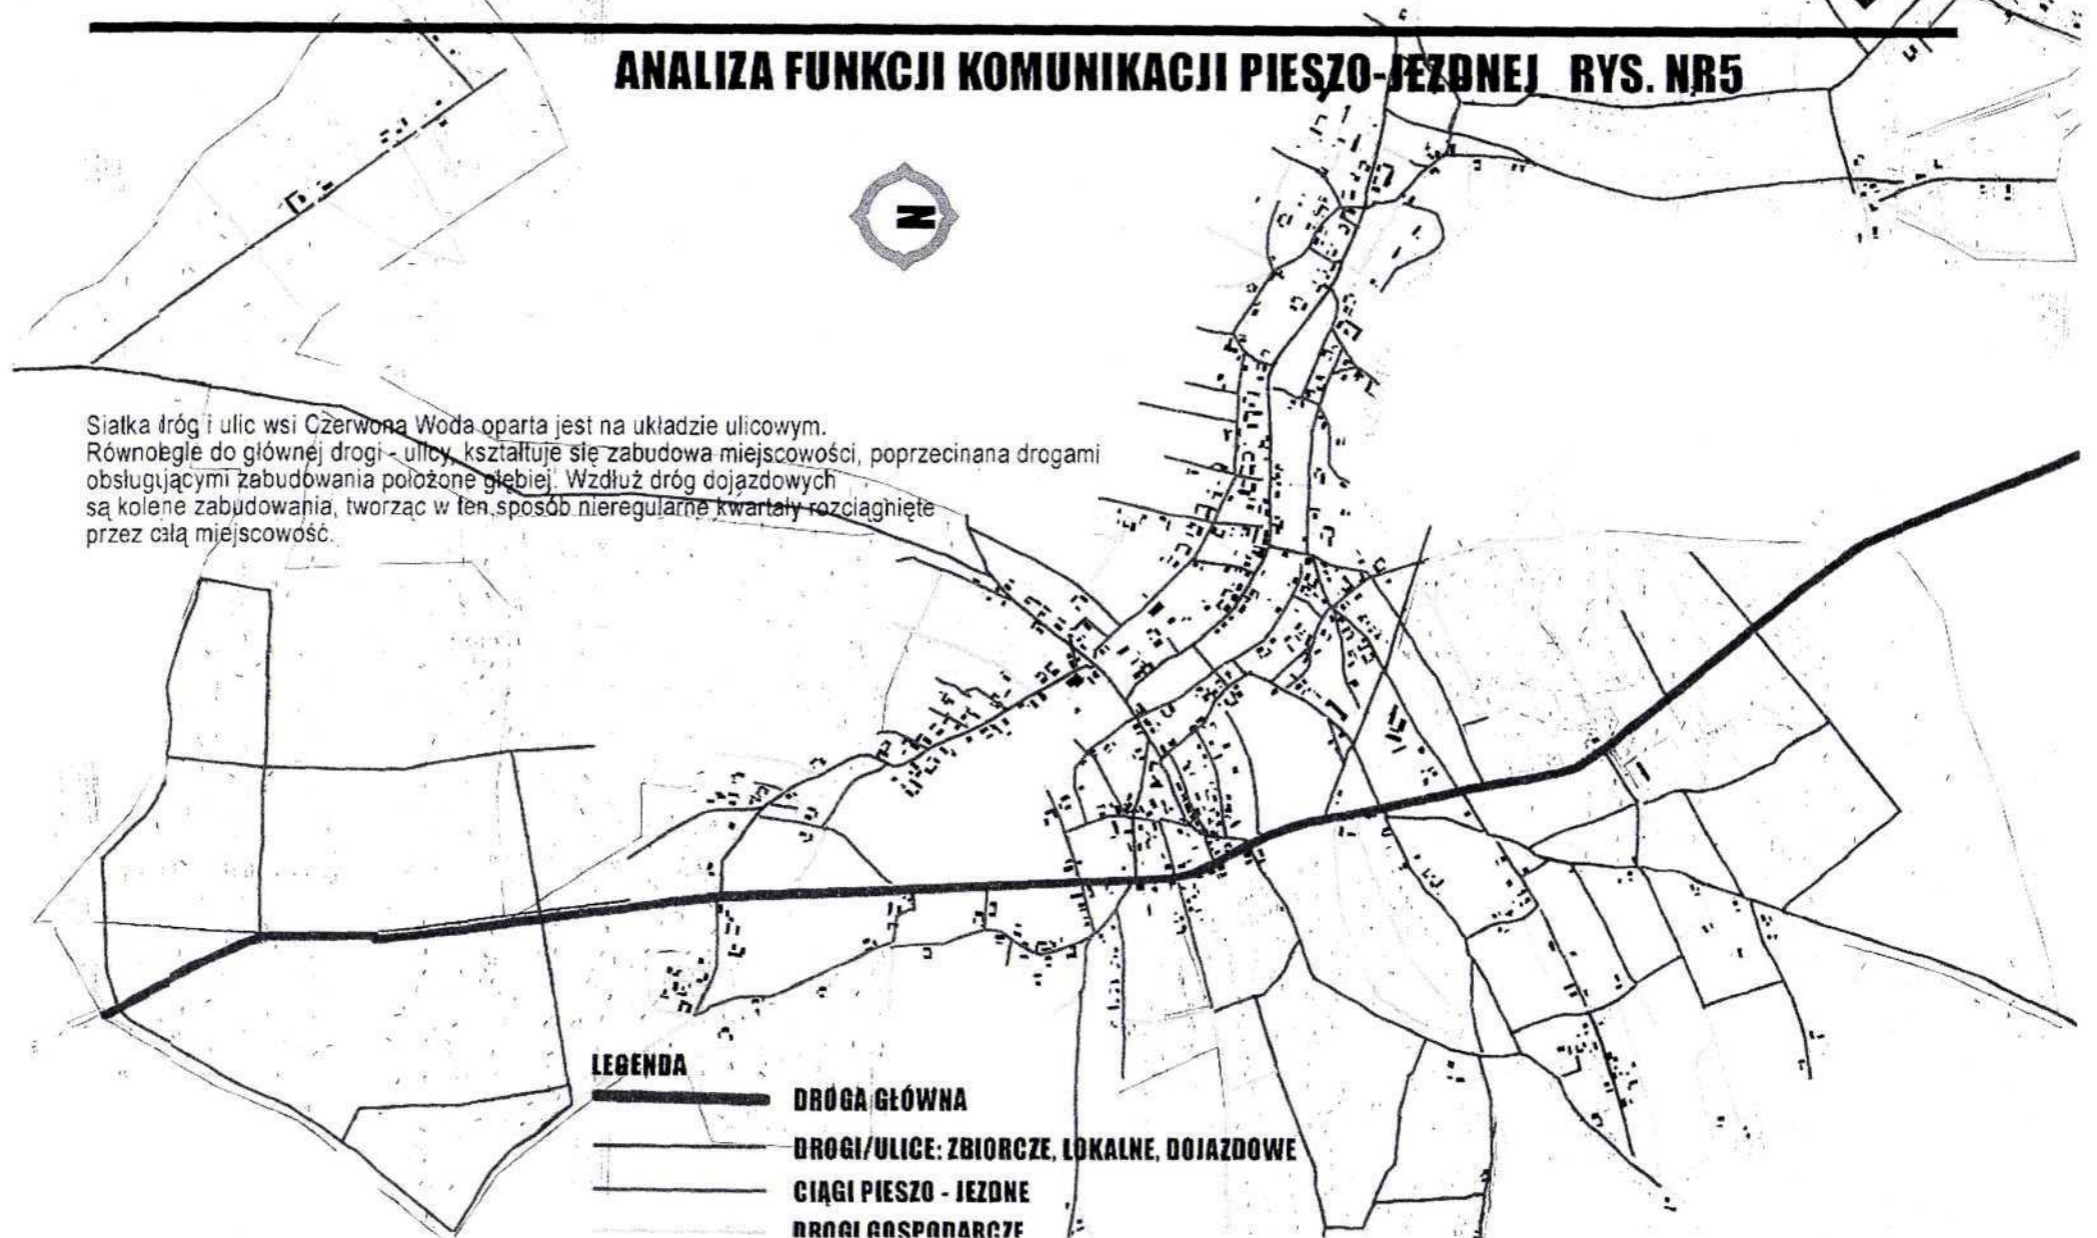 ANALIZA FUNKCJI KOMUNIKACJI PIESZO-JEZDNEJ RYS. NR5
N
Siatka dróg i ulic wsi Czerwona Woda oparta jest na układzie ulicowym.
Równolegle do głównej drogi - ulicy, kształtuje się zabudowa miejscowości, poprzecinana drogami
obsługującymi zabudowania położone głębiej. Wzdłuż dróg dojazdowych
są kolene zabudowania, tworząc w ten sposób nieregularne kwartały rozciągnięte
przez całą miejscowość.
LEGENDA
DROGA GŁÓWNA
DROGI/ULICE: ZBIORCZE, LOKALNE, DOJAZDOWE
CIĄGI PIESZO - JEZDNE
DROGI GOSPODARCZE